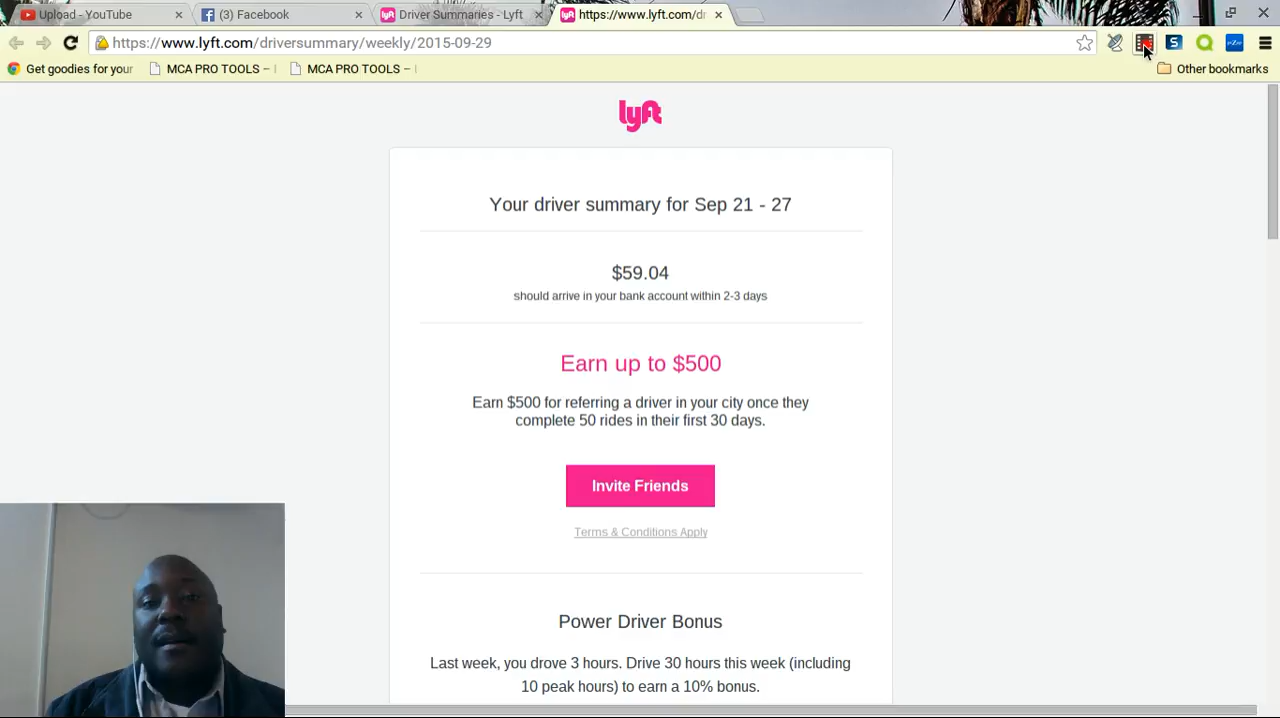 Upload - YouTube
(3) Facebook
Driver Summaries - Lyft
https://www.lyft.com/dr
https://www.lyft.com/driversummary/weekly/2015-09-29
Get goodies for your
MCA PRO TOOLS –
MCA PRO TOOLS –
Other bookmarks
lyft
Your driver summary for Sep 21 - 27
$59.04
should arrive in your bank account within 2-3 days
Earn up to $500
Earn $500 for referring a driver in your city once they
complete 50 rides in their first 30 days.
Invite Friends
Terms & Conditions Apply
Power Driver Bonus
Last week, you drove 3 hours. Drive 30 hours this week (including
10 peak hours) to earn a 10% bonus.